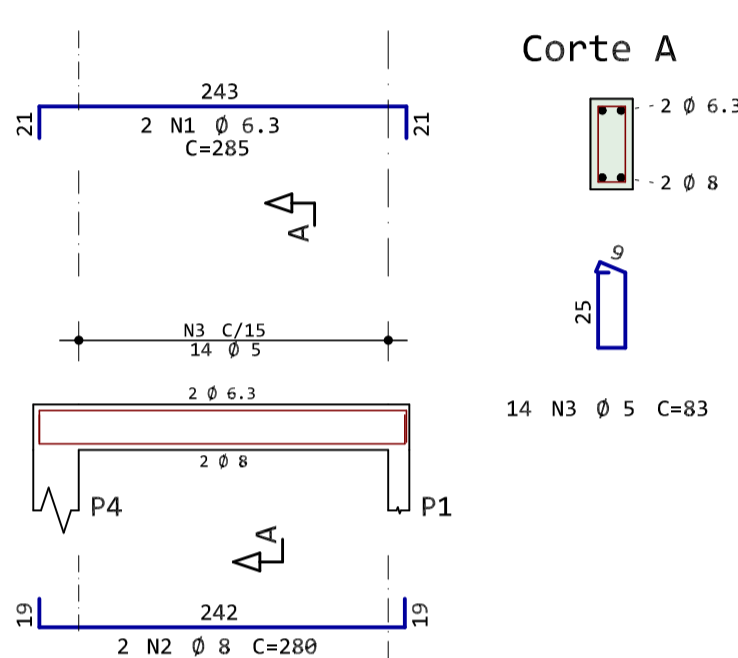 Corte A
243
21
2 N1 Ø 6.3
21
C=285
2 Ø 6.3
2 Ø 8
A
9
25
N3 C/15
14 Ø 5
2 Ø 6.3
14 N3 Ø 5 C=83
2 Ø 8
P4
P1
A
19
242
19
2 N2 Ø 8 C=280